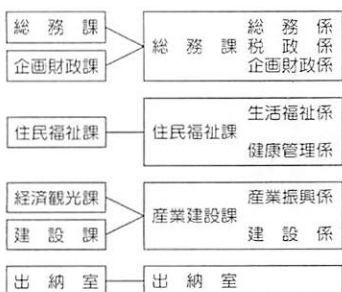 総務課
企画財政課
総務課
総務係
税政係
企画財政係
住民福祉課
住民福祉課
生活福祉係
健康管理係
経済観光課
建設課
産業建設課
産業振興係
建設係
出納室
出納室